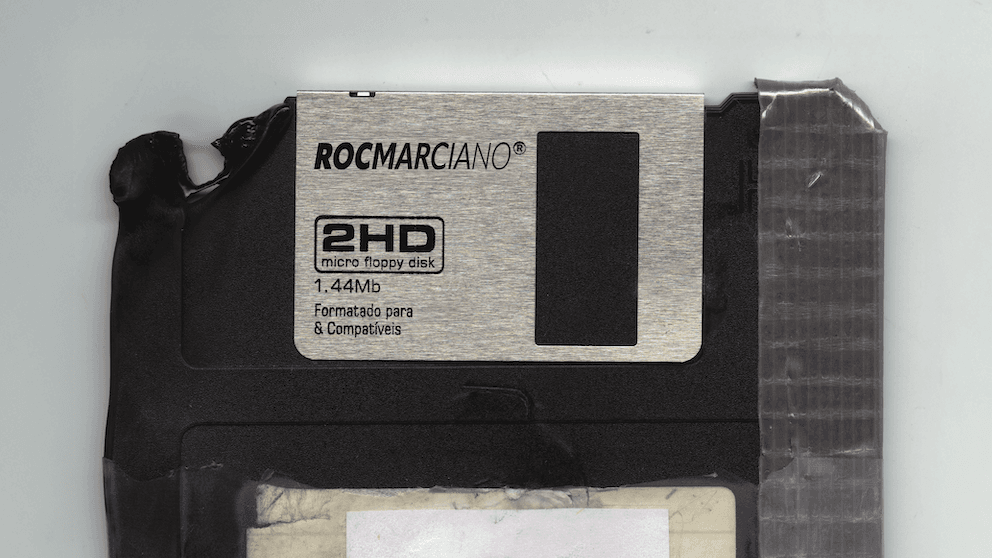 ROCMARCIANO®
2HD
micro floppy disk
1.44Mb
Formatado para
& Compatíveis